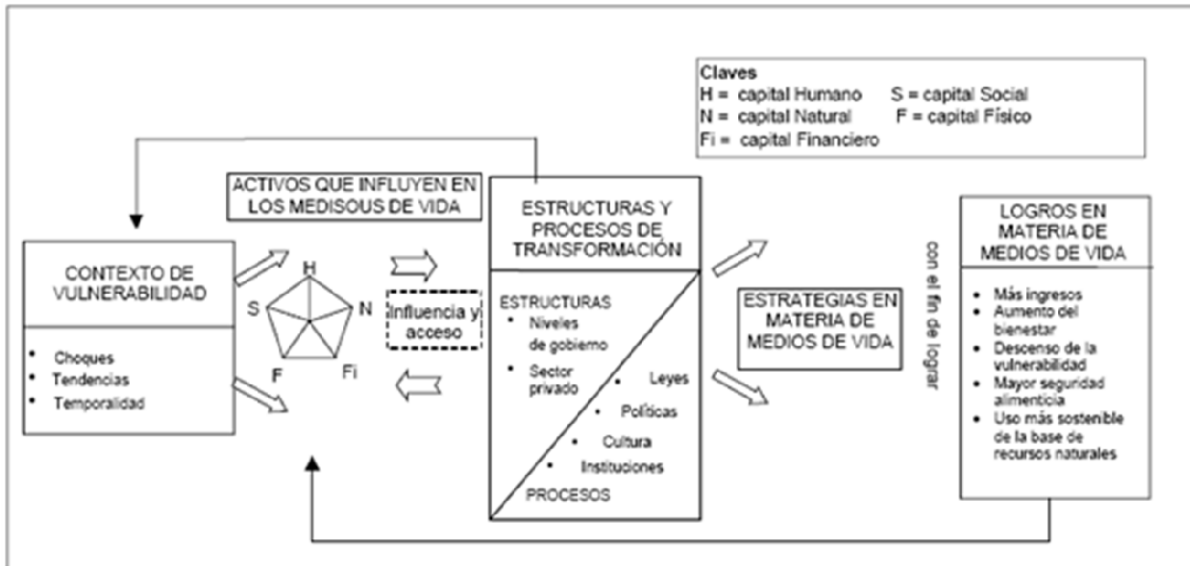 Claves
H = capital Humano S = capital Social
N = capital Natural F = capital Físico
Fi = capital Financiero
ACTIVOS QUE INFLUYEN EN
LOS MEDISOUS DE VIDA
CONTEXTO DE
VULNERABILIDAD
• Choques
• Tendencias
• Temporalidad
H
S
N
F
Fi
Influencia y
acceso
ESTRUCTURAS Y
PROCESOS DE
TRANSFORMACIÓN
ESTRUCTURAS
• Niveles
de gobierno
• Sector
privado
• Leyes
• Políticas
• Cultura
• Instituciones
PROCESOS
ESTRATEGIAS EN
MATERIA DE
MEDIOS DE VIDA
con el fin de lograr
LOGROS EN
MATERIA DE
MEDIOS DE VIDA
• Más ingresos
• Aumento del
bienestar
• Descenso de la
vulnerabilidad
• Mayor seguridad
alimenticia
• Uso más sostenible
de la base de
recursos naturales